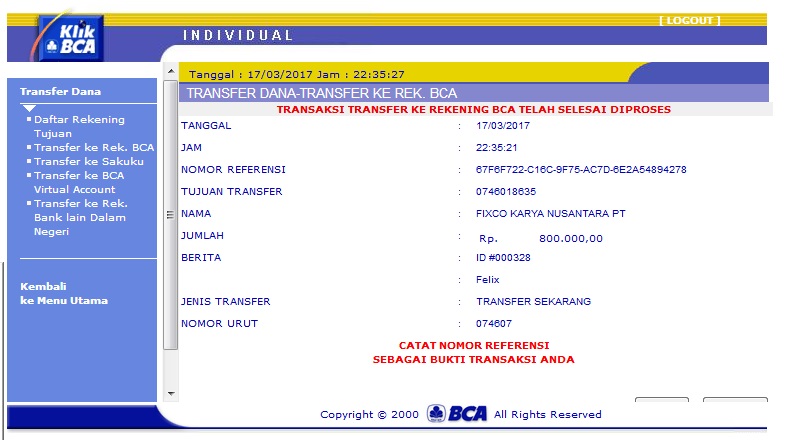 Klik
BCA
INDIVIDUAL
[ LOGOUT ]
Tanggal : 17/03/2017 Jam : 22:35:27
Transfer Dana
Daftar Rekening
Tujuan
Transfer ke Rek. BCA
Transfer ke Sakuku
Transfer ke BCA
Virtual Account
Transfer ke Rek.
Bank lain Dalam
Negeri
Kembali
ke Menu Utama
TRANSFER DANA-TRANSFER KE REK. BCA
TRANSAKSI TRANSFER KE REKENING BCA TELAH SELESAI DIPROSES
TANGGAL : 17/03/2017
JAM : 22:35:21
NOMOR REFERENSI : 67F6F722-C16C-9F75-AC7D-6E2A54894278
TUJUAN TRANSFER : 0746018635
NAMA : FIXCO KARYA NUSANTARA PT
JUMLAH : Rp. 800.000,00
BERITA : ID #000328
: Felix
JENIS TRANSFER : TRANSFER SEKARANG
NOMOR URUT : 074607
CATAT NOMOR REFERENSI
SEBAGAI BUKTI TRANSAKSI ANDA
Copyright © 2000 BCA All Rights Reserved